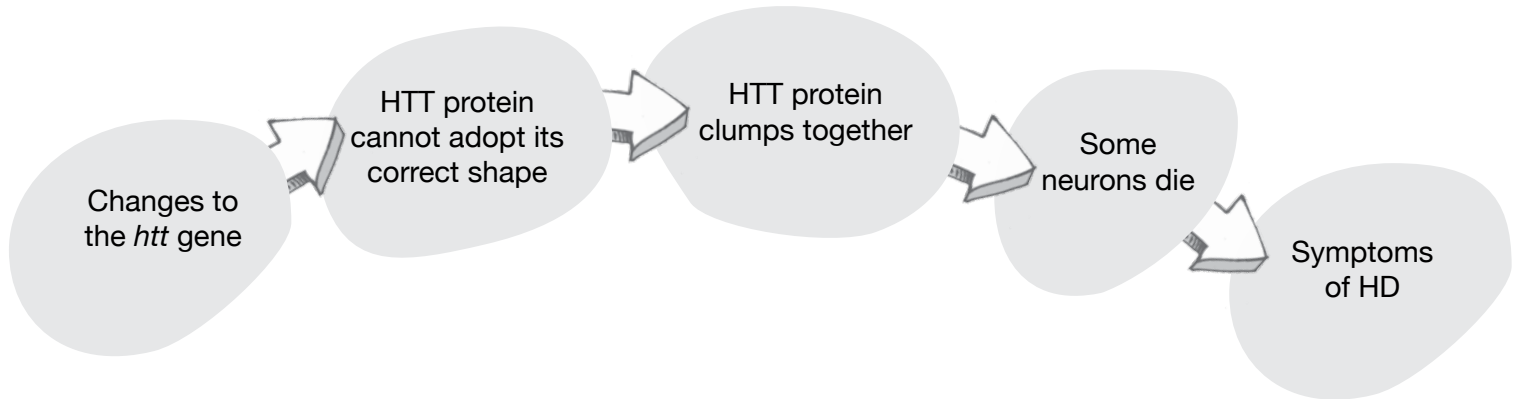 Changes to
the htt gene
HTT protein
cannot adopt its
correct shape
HTT protein
clumps together
Some
neurons die
Symptoms
of HD